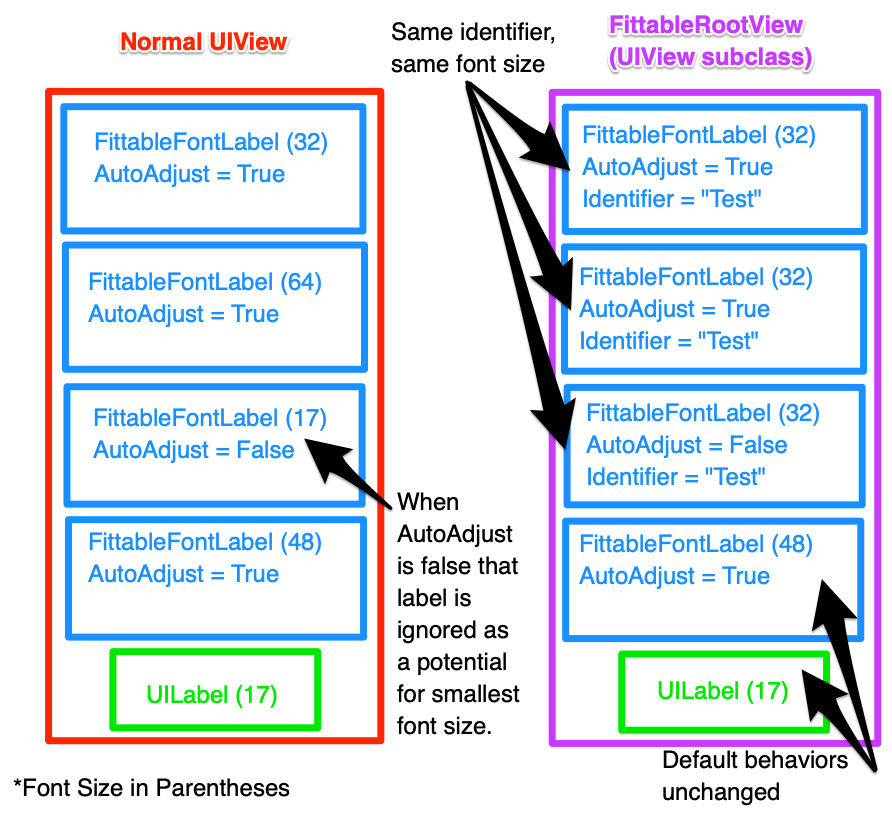 Normal UIView
FittableFontLabel (32)
AutoAdjust = True
FittableFontLabel (64)
AutoAdjust = True
FittableFontLabel (17)
AutoAdjust = False
FittableFontLabel (48)
AutoAdjust = True
UILabel (17)
*Font Size in Parentheses
When
AutoAdjust
is false that
label is
ignored as
a potential
for smallest
font size.
Same identifier,
same font size
FittableRootView
(UIView subclass)
FittableFontLabel (32)
AutoAdjust = True
Identifier = "Test"
FittableFontLabel (32)
AutoAdjust = True
Identifier = "Test"
FittableFontLabel (32)
AutoAdjust = False
Identifier = "Test"
FittableFontLabel (48)
AutoAdjust = True
UILabel (17)
Default behaviors
unchanged